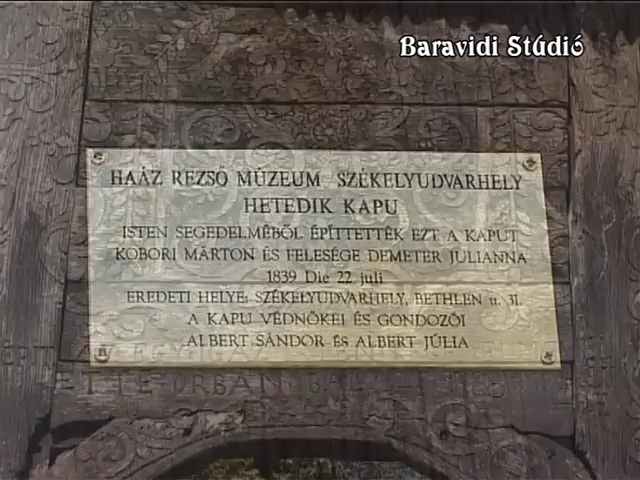 Baravidi Stúdió
HAÁZ REZSŐ MÚZEUM SZÉKELYUDVARHELY
HETEDIK KAPU
ISTEN SEGEDELMÉBŐL ÉPÍTTETTÉK EZT A KAPUT
KOBORI MÁRTON ÉS FELESÉGE DEMETER JULIANNA
1839 Die 22 juli
EREDETI HELYE: SZÉKELYUDVARHELY, BETHLEN u. 31.
A KAPU VÉDNÖKEI ÉS GONDOZÓI
ALBERT SÁNDOR ÉS ALBERT JÚLIA